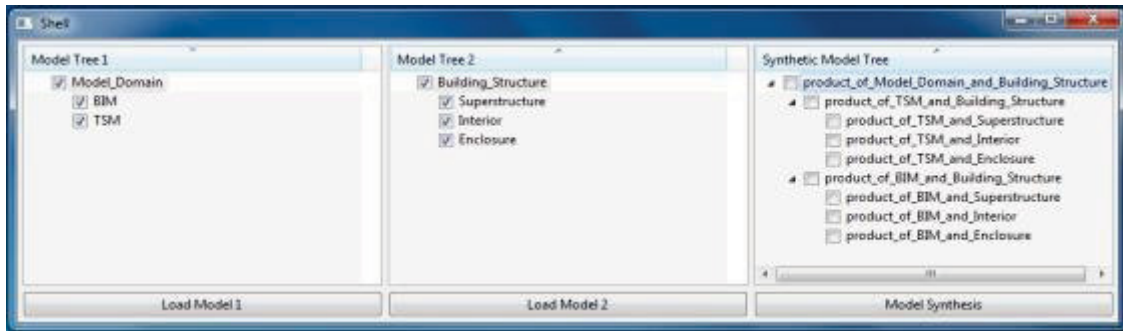 Shell
Model Tree 1
Model_Domain
BIM
TSM
Load Model 1
Model Tree 2
Building_Structure
Superstructure
Interior
Enclosure
Load Model 2
Synthetic Model Tree
product_of_Model_Domain_and_Building_Structure
product_of_TSM_and_Building_Structure
product_of_TSM_and_Superstructure
product_of_TSM_and_Interior
product_of_TSM_and_Enclosure
product_of_BIM_and_Building_Structure
product_of_BIM_and_Superstructure
product_of_BIM_and_Interior
product_of_BIM_and_Enclosure
Model Synthesis